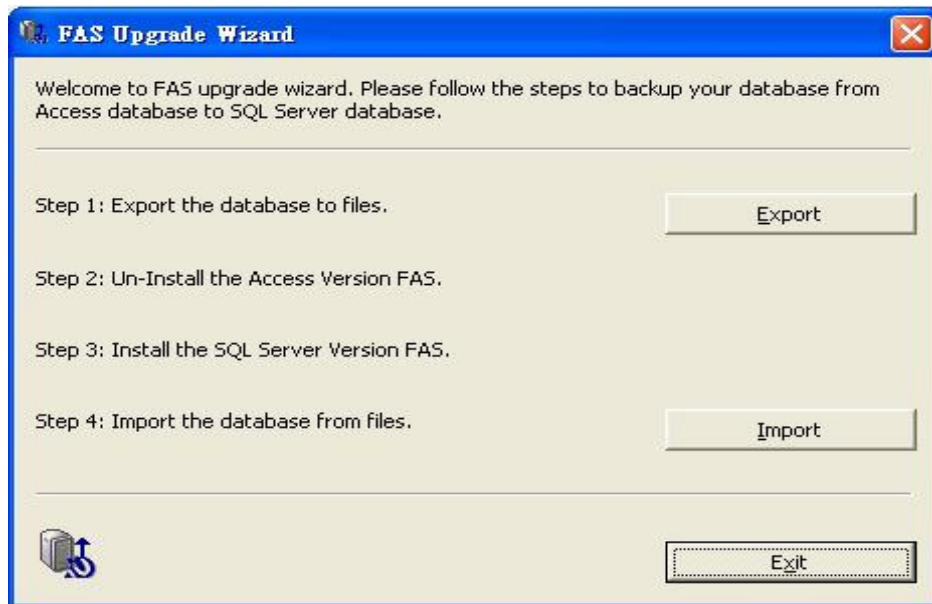 FAS Upgrade Wizard
Welcome to FAS upgrade wizard. Please follow the steps to backup your database from
Access database to SQL Server database.
Step 1: Export the database to files.
Export
Step 2: Un-Install the Access Version FAS.
Step 3: Install the SQL Server Version FAS.
Step 4: Import the database from files.
Import
Exit